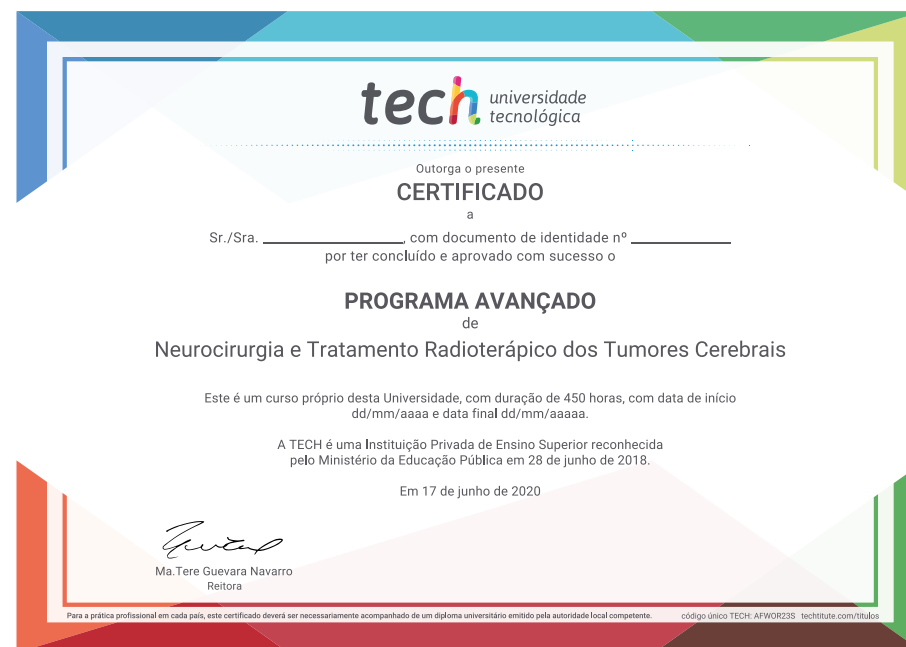 tech universidade
tecnológica
Outorga o presente
CERTIFICADO
a
Sr./Sra. ____________, com documento de identidade nº ____________
por ter concluído e aprovado com sucesso o
PROGRAMA AVANÇADO
de
Neurocirurgia e Tratamento Radioterápico dos Tumores Cerebrais
Este é um curso próprio desta Universidade, com duração de 450 horas, com data de início
dd/mm/aaaa e data final dd/mm/aaaaa.
A TECH é uma Instituição Privada de Ensino Superior reconhecida
pelo Ministério da Educação Pública em 28 de junho de 2018.
Em 17 de junho de 2020
Ma.Tere Guevara Navarro
Reitora
Para a prática profissional em cada país, este certificado deverá ser necessariamente acompanhado de um diploma universitário emitido pela autoridade local competente. código único TECH: AFWOR23S techtitute.com/titulos